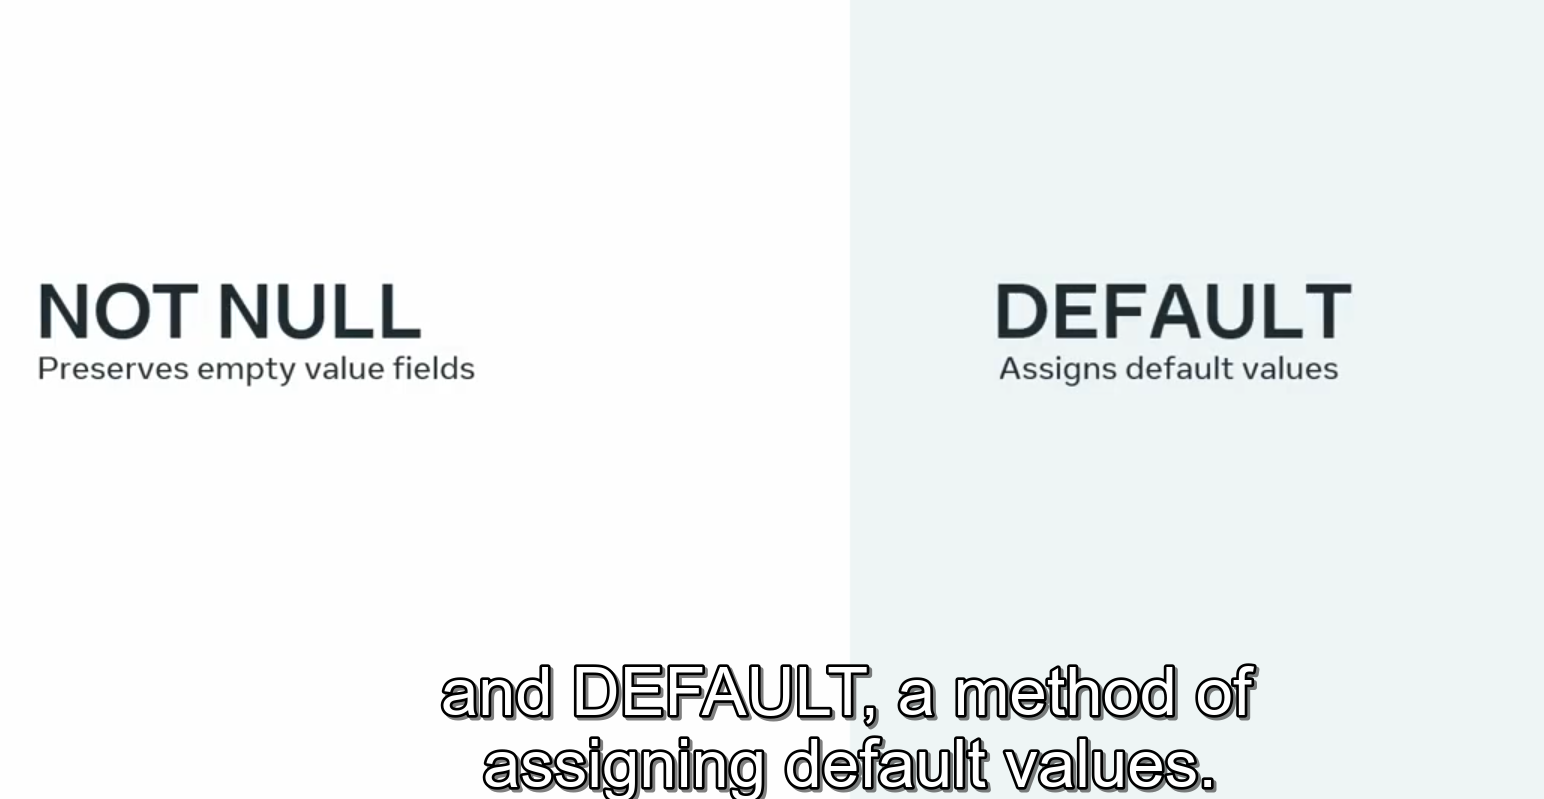 NOT NULL
Preserves empty value fields
DEFAULT
Assigns default values
and DEFAULT, a method of
assigning default values.